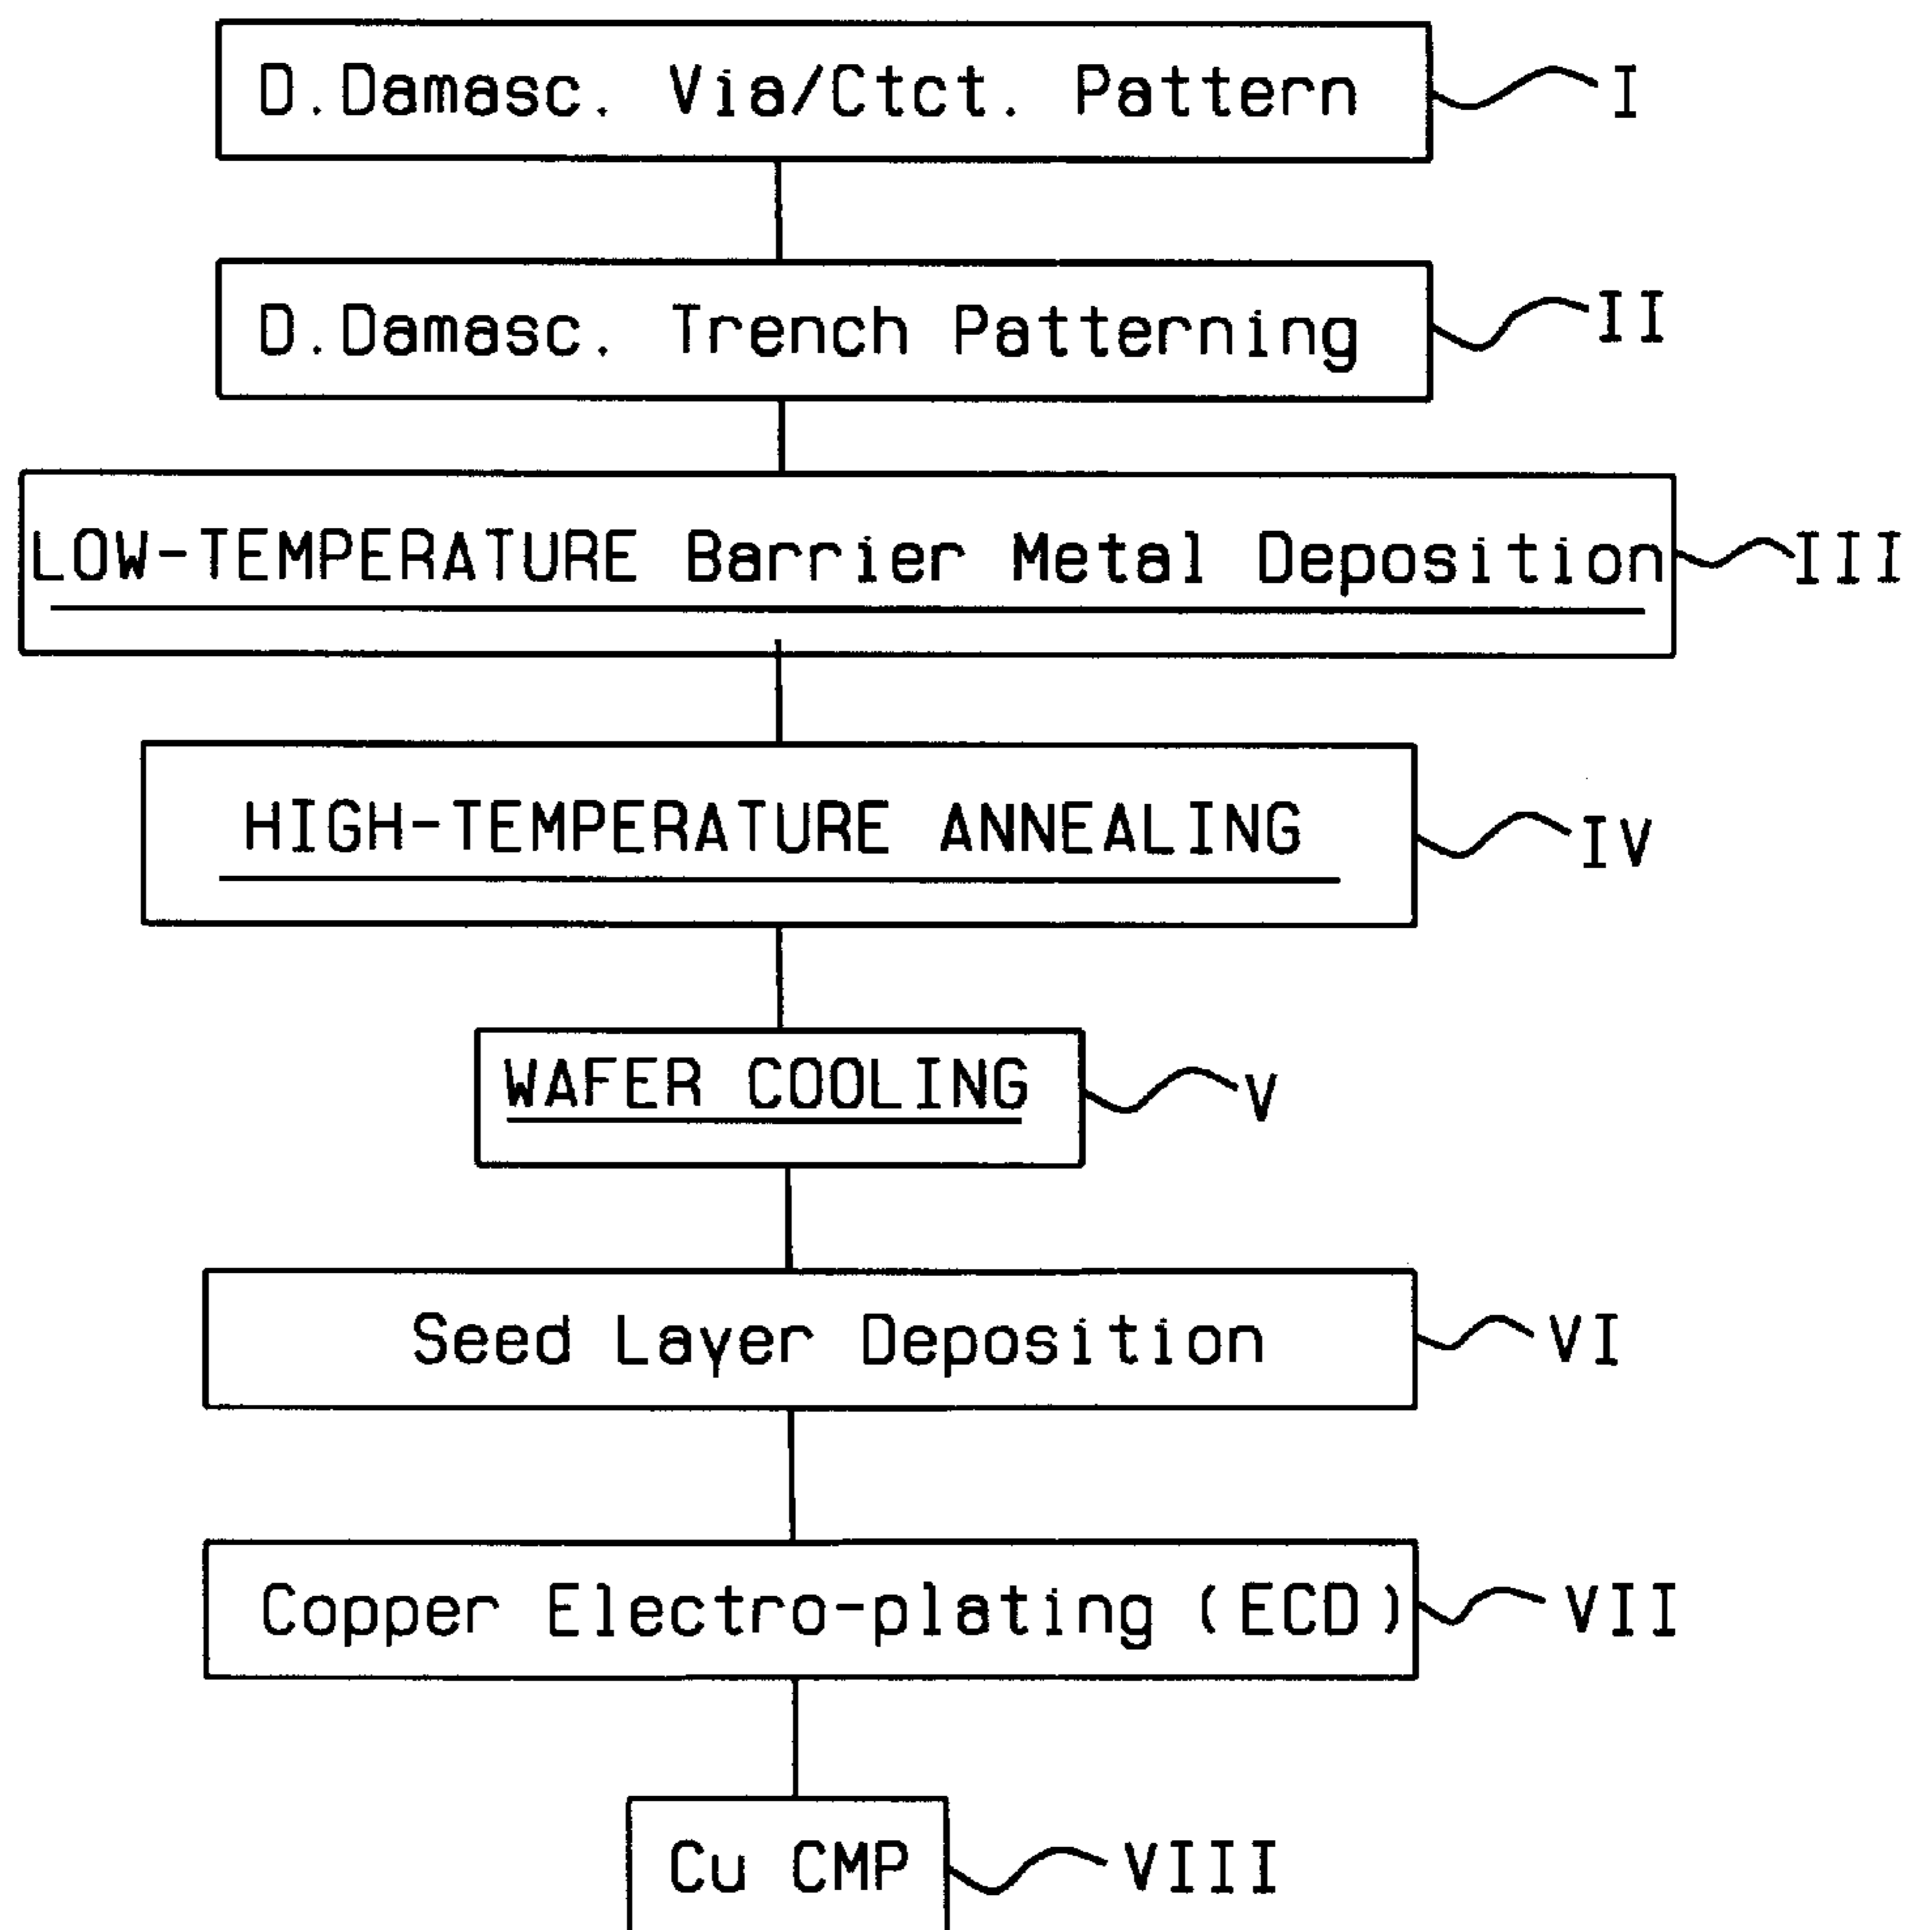 D.Damasc. Via/Ctct. Pattern I
D.Damasc. Trench Patterning II
LOW-TEMPERATURE Barrier Metal Deposition III
HIGH-TEMPERATURE ANNEALING IV
WAFER COOLING V
Seed Layer Deposition VI
Copper Electro-plating (ECD) VII
Cu CMP VIII